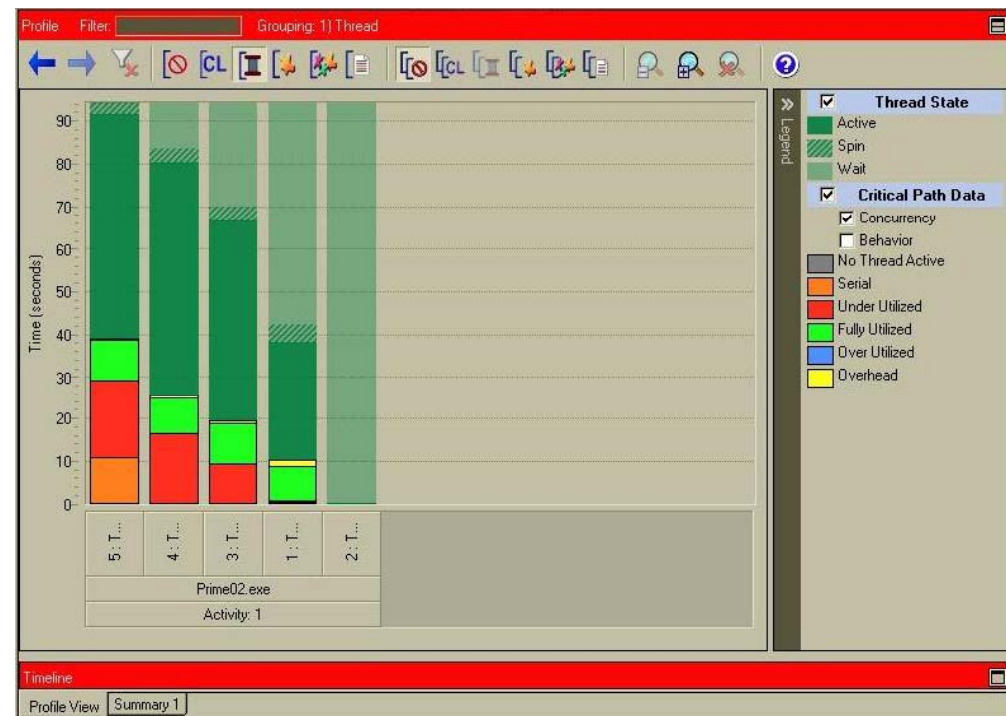 Profile Filter: Grouping: 1) Thread
CL CL
Time (seconds)
90
80
70
60
50
40
30
20
10
0
5 : T...
4 : T...
3 : T...
1 : T...
2 : T...
Prime02.exe
Activity: 1
Legend
Thread State
Active
Spin
Wait
Critical Path Data
Concurrency
Behavior
No Thread Active
Serial
Under Utilized
Fully Utilized
Over Utilized
Overhead
Timeline
Profile View Summary 1